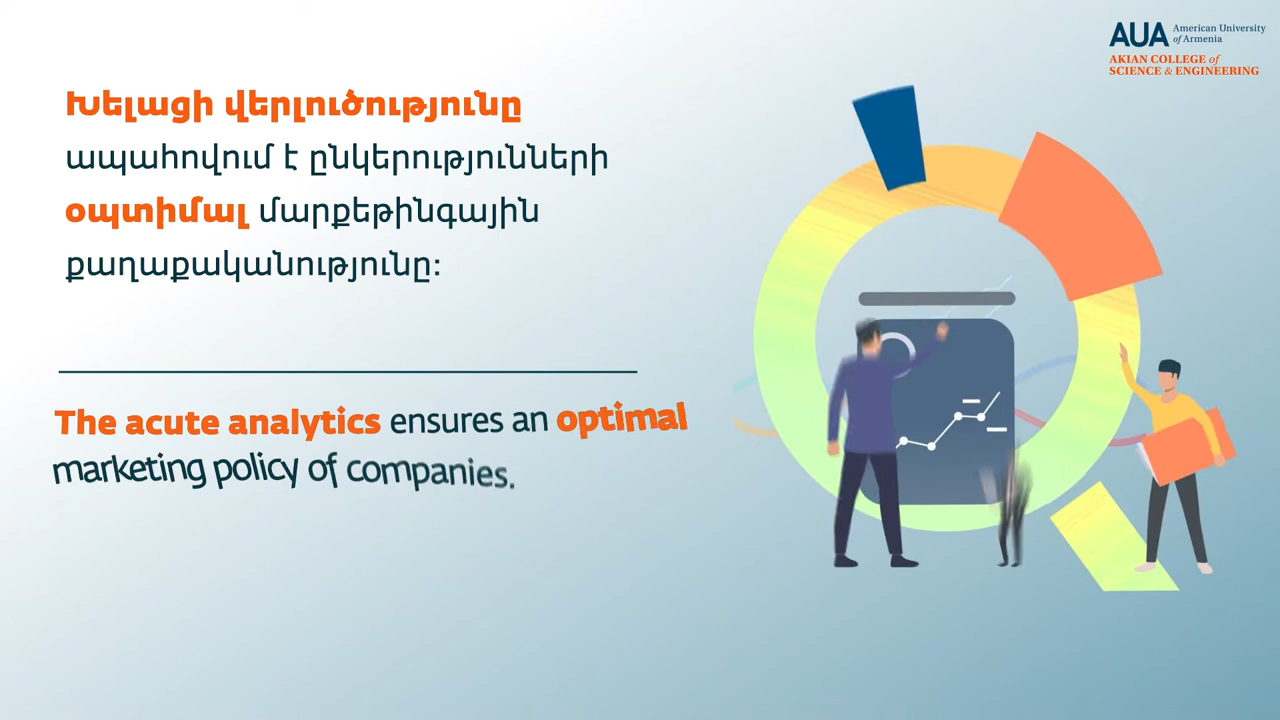 AUA American University
of Armenia
AKIAN COLLEGE of
SCIENCE & ENGINEERING
Խելացի վերլուծությունը
ապահովում է ընկերությունների
օպտիմալ մարքեթինգային
քաղաքականությունը:
The acute analytics ensures an optimal
marketing policy of companies.